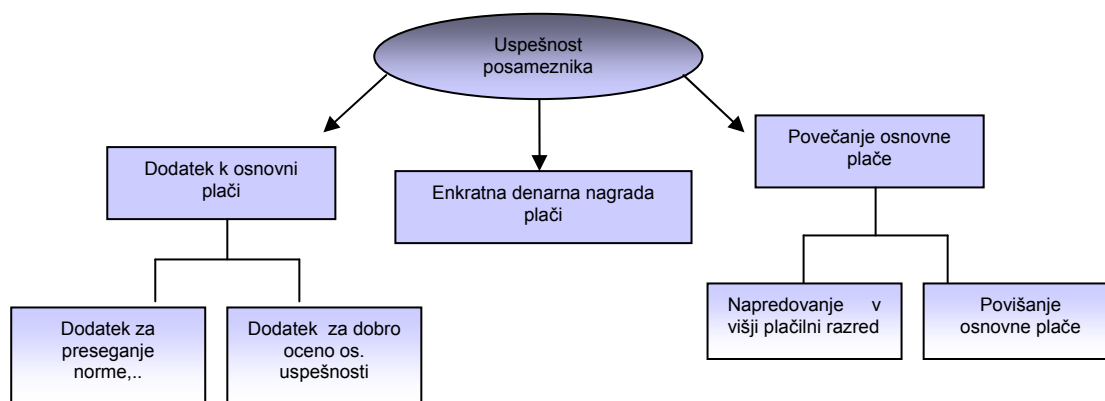 Uspešnost
posameznika
Dodatek k osnovni
plači
Enkratna denarna nagrada
plači
Povečanje osnovne
plače
Dodatek za
preseganje
norme,..
Dodatek za dobro
oceno os.
uspešnosti
Napredovanje v
višji plačilni razred
Povišanje
osnovne plače